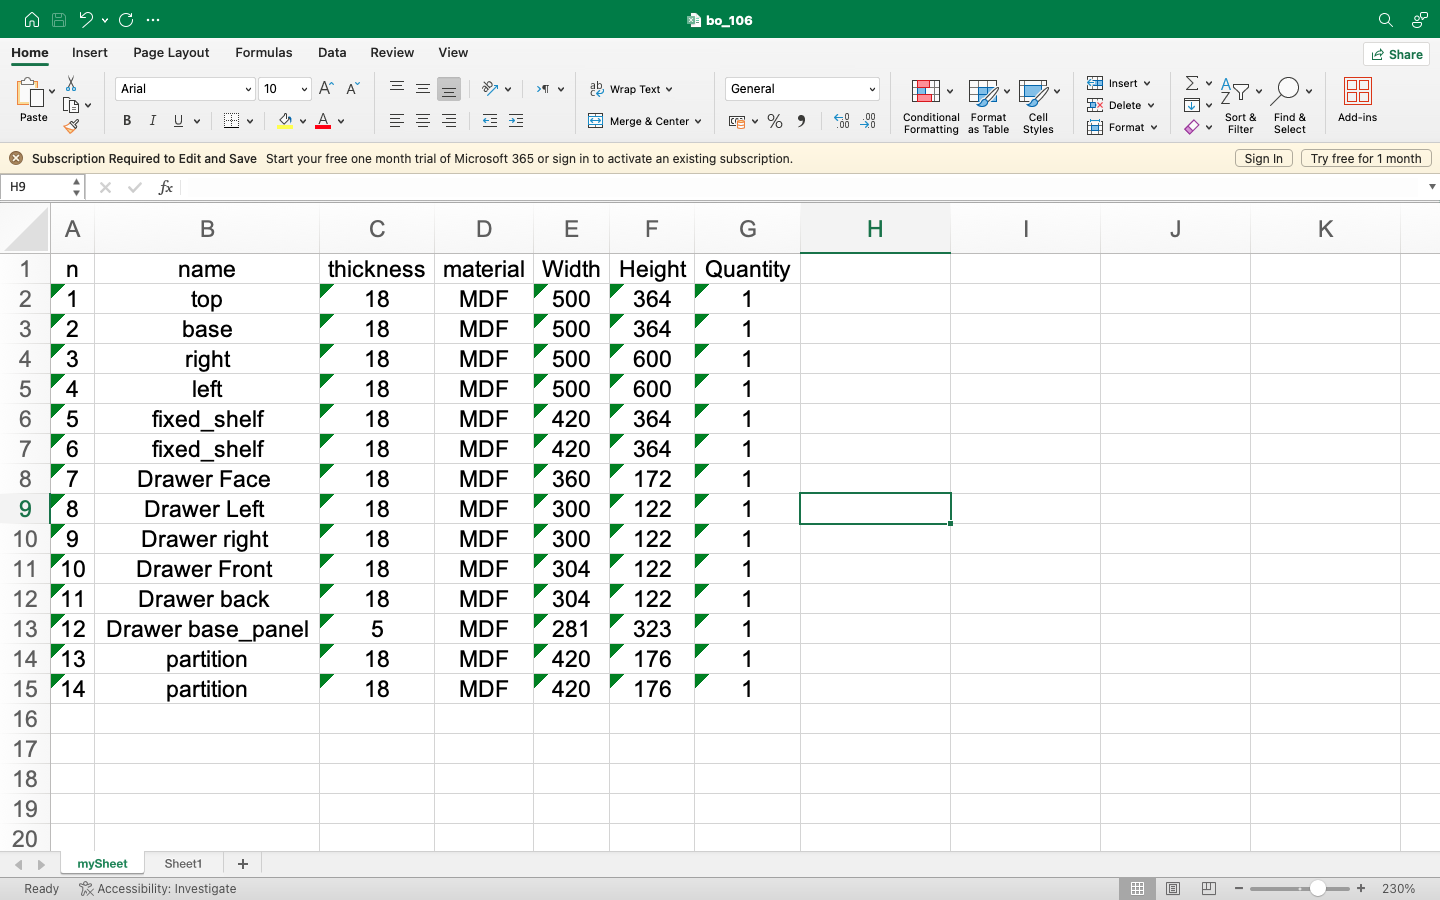 bo_106
Home Insert Page Layout Formulas Data Review View Share
Paste
Arial 10
B I U
Wrap Text
Merge & Center
General
Conditional Formatting
Format as Table
Cell Styles
Insert
Delete
Format
Sort & Filter
Find & Select
Add-ins
Subscription Required to Edit and Save Start your free one month trial of Microsoft 365 or sign in to activate an existing subscription. Sign In Try free for 1 month
H9 fx
A B C D E F G H I J K
1 n name thickness material Width Height Quantity
2 1 top 18 MDF 500 364 1
3 2 base 18 MDF 500 364 1
4 3 right 18 MDF 500 600 1
5 4 left 18 MDF 500 600 1
6 5 fixed_shelf 18 MDF 420 364 1
7 6 fixed_shelf 18 MDF 420 364 1
8 7 Drawer Face 18 MDF 360 172 1
9 8 Drawer Left 18 MDF 300 122 1
10 9 Drawer right 18 MDF 300 122 1
11 10 Drawer Front 18 MDF 304 122 1
12 11 Drawer back 18 MDF 304 122 1
13 12 Drawer base_panel 5 MDF 281 323 1
14 13 partition 18 MDF 420 176 1
15 14 partition 18 MDF 420 176 1
16
17
18
19
20
mySheet Sheet1 +
Ready Accessibility: Investigate 230%